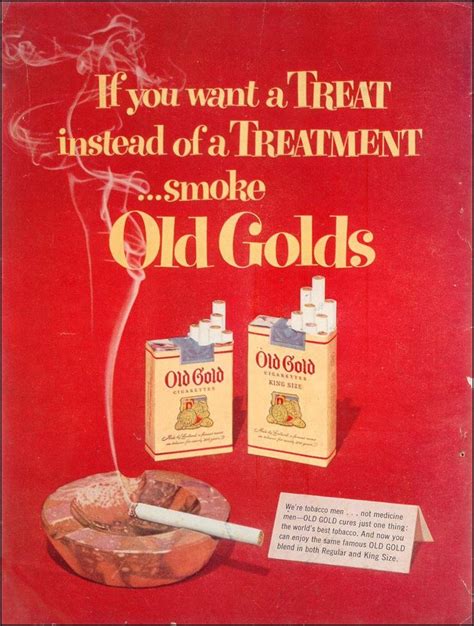 If you want a TREAT
instead of a TREATMENT
...smoke
Old Golds
Old Gold
CIGARETTES
Old Gold
CIGARETTES
KING SIZE
We're tobacco men . . . not medicine
men—OLD GOLD cures just one thing:
the world's best tobacco. And now you
can enjoy the same famous OLD GOLD
blend in both Regular and King Size.